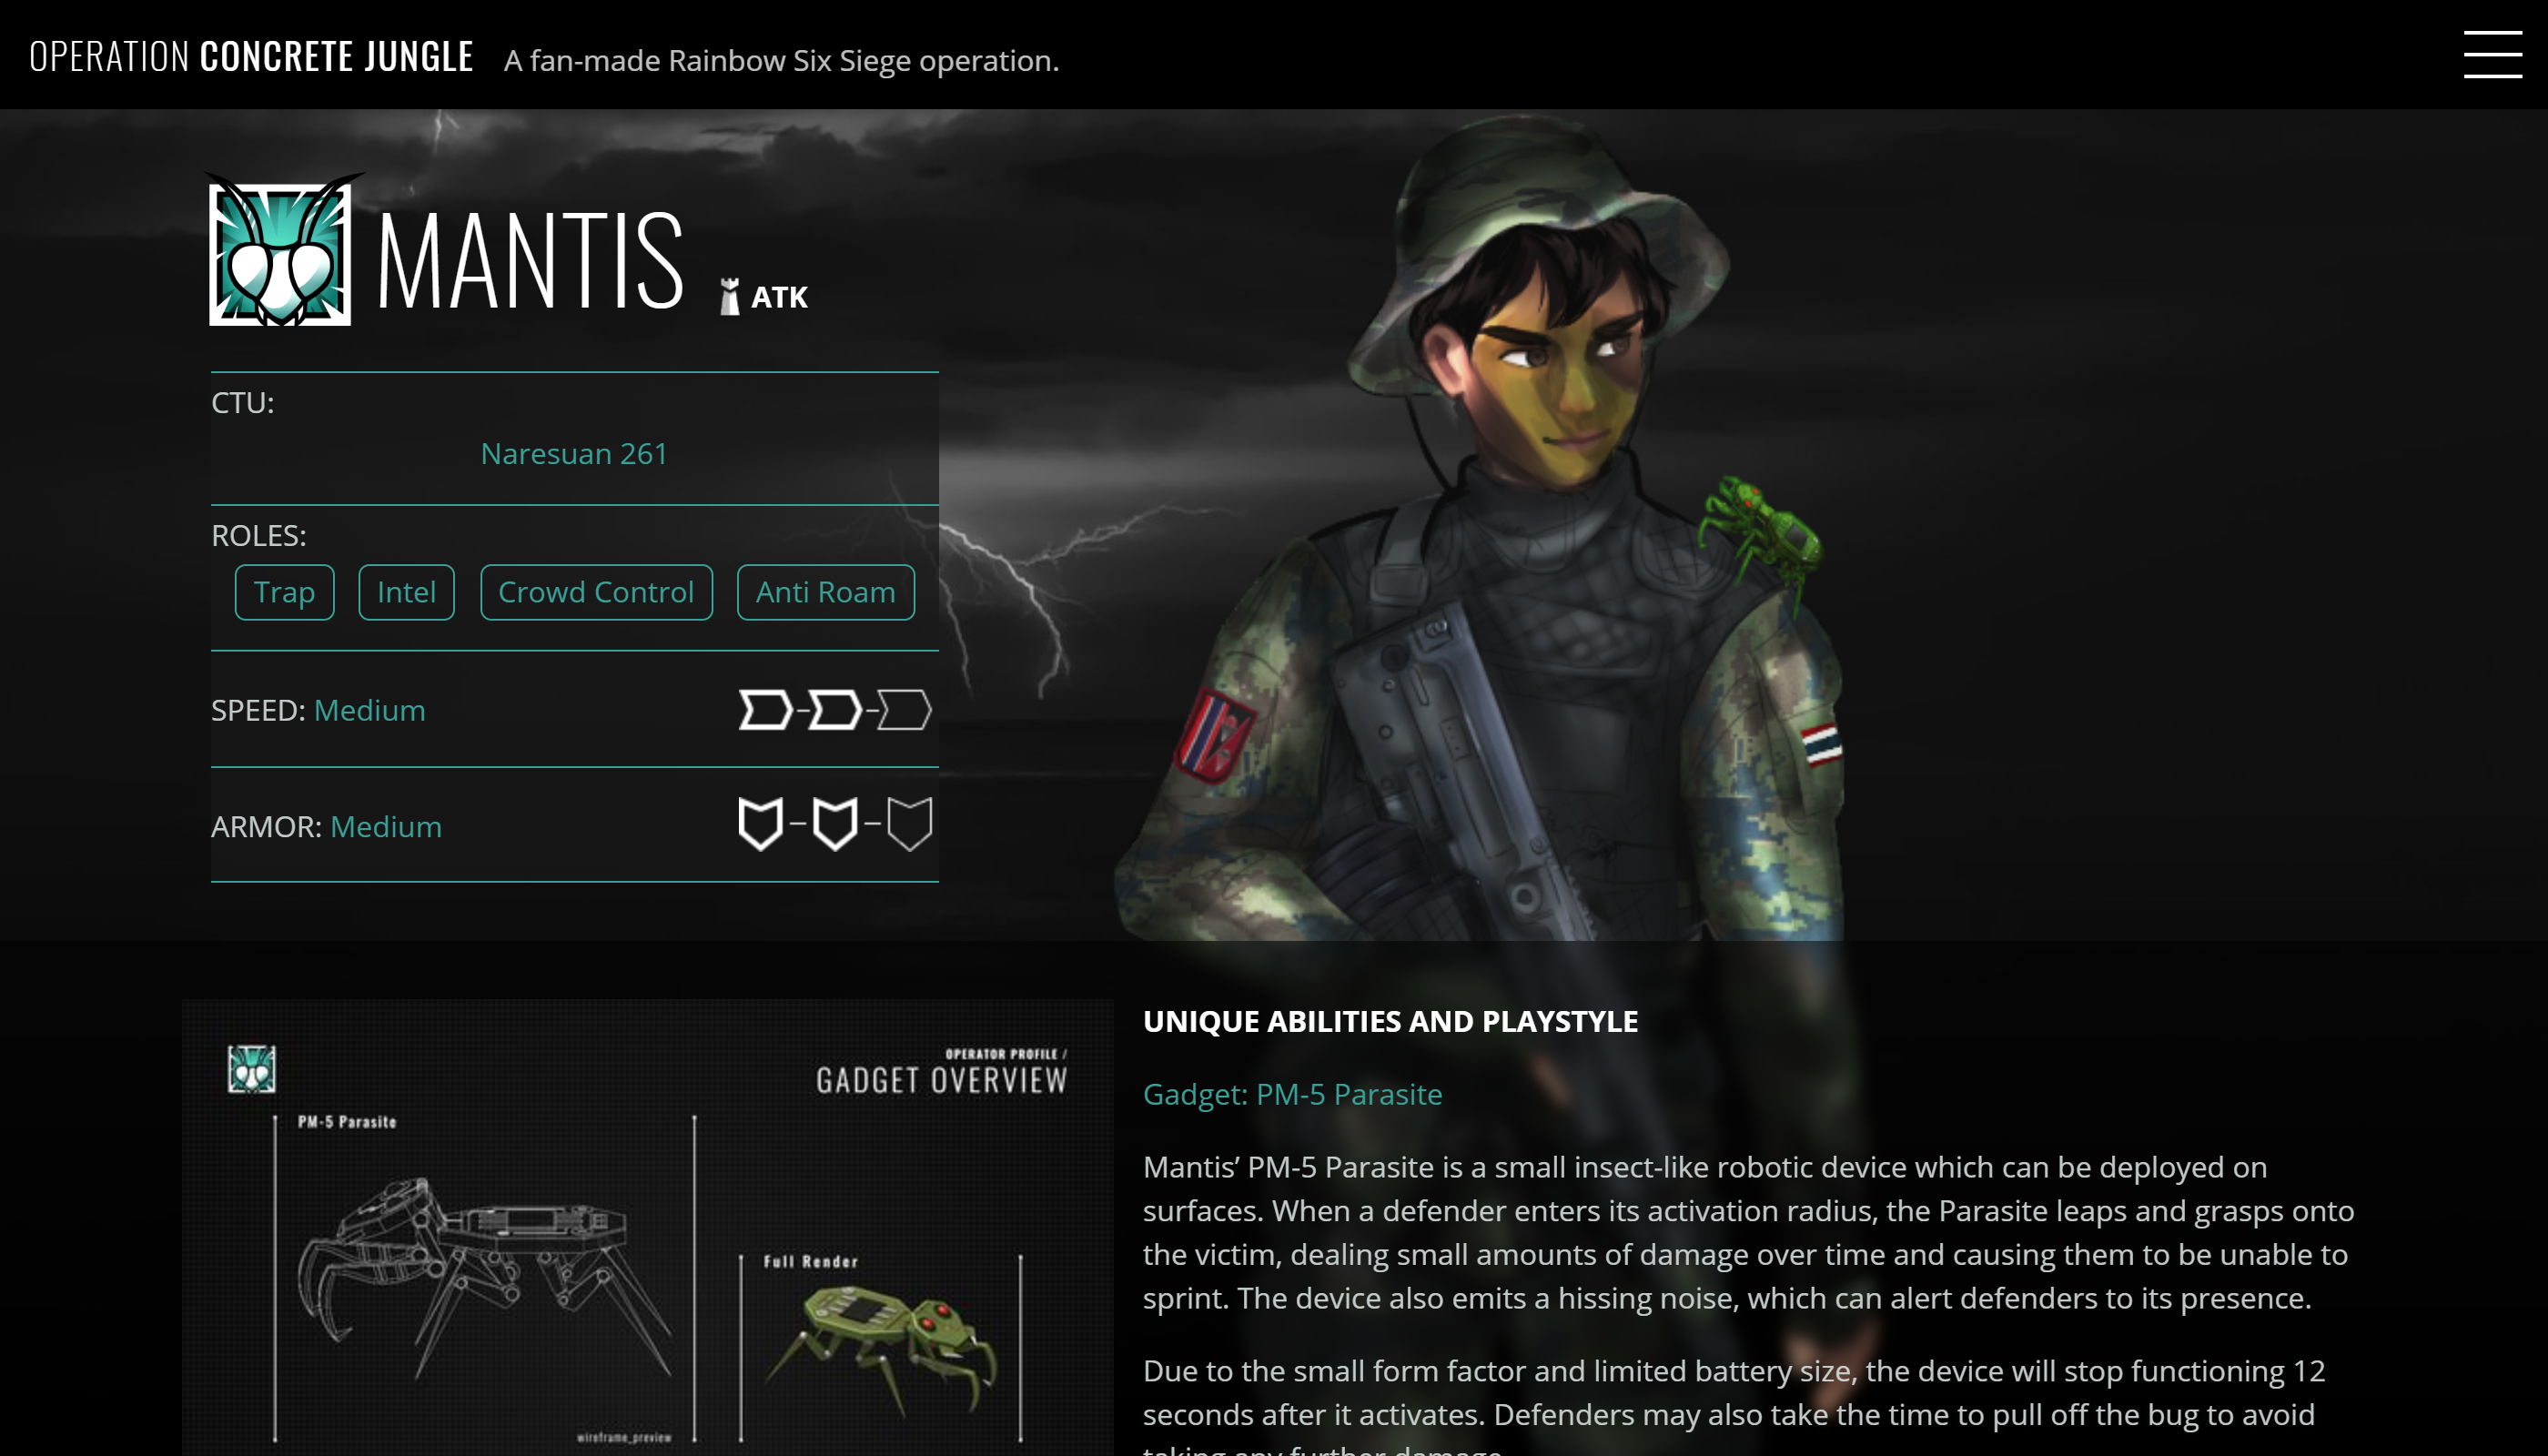 OPERATION CONCRETE JUNGLE A fan-made Rainbow Six Siege operation.
MANTIS ATK
CTU:
Naresuan 261
ROLES:
Trap Intel Crowd Control Anti Roam
SPEED: Medium
ARMOR: Medium
OPERATOR PROFILE /
GADGET OVERVIEW
PM-5 Parasite
Full Render
wireframe_preview
UNIQUE ABILITIES AND PLAYSTYLE
Gadget: PM-5 Parasite
Mantis’ PM-5 Parasite is a small insect-like robotic device which can be deployed on
surfaces. When a defender enters its activation radius, the Parasite leaps and grasps onto
the victim, dealing small amounts of damage over time and causing them to be unable to
sprint. The device also emits a hissing noise, which can alert defenders to its presence.
Due to the small form factor and limited battery size, the device will stop functioning 12
seconds after it activates. Defenders may also take the time to pull off the bug to avoid
taking any further damage.